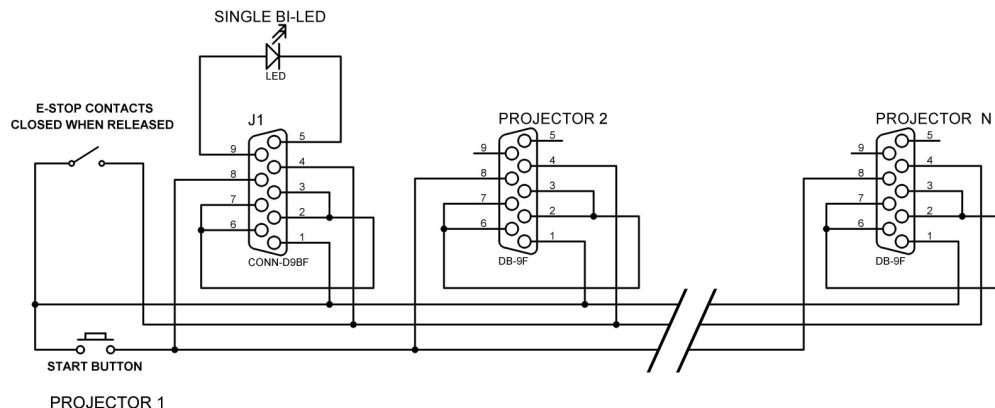 SINGLE BI-LED
LED
E-STOP CONTACTS
CLOSED WHEN RELEASED
J1
5
9
4
8
3
7
2
6
1
CONN-D9BF
PROJECTOR 2
5
9
4
8
3
7
2
6
1
DB-9F
PROJECTOR N
5
9
4
8
3
7
2
6
1
DB-9F
START BUTTON
PROJECTOR 1